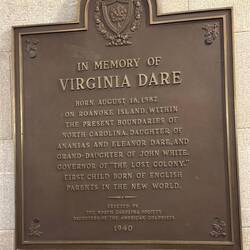 IN MEMORY OF
VIRGINIA DARE
BORN AUGUST 18, 1587,
ON ROANOKE ISLAND, WITHIN
THE PRESENT BOUNDARIES OF
NORTH CAROLINA, DAUGHTER OF
ANANIAS AND ELEANOR DARE, AND
GRAND-DAUGHTER OF JOHN WHITE,
GOVERNOR OF "THE LOST COLONY,"
FIRST CHILD BORN OF ENGLISH
PARENTS IN THE NEW WORLD.
ERECTED BY
THE NORTH CAROLINA SOCIETY
DAUGHTERS OF THE AMERICAN COLONISTS
1940